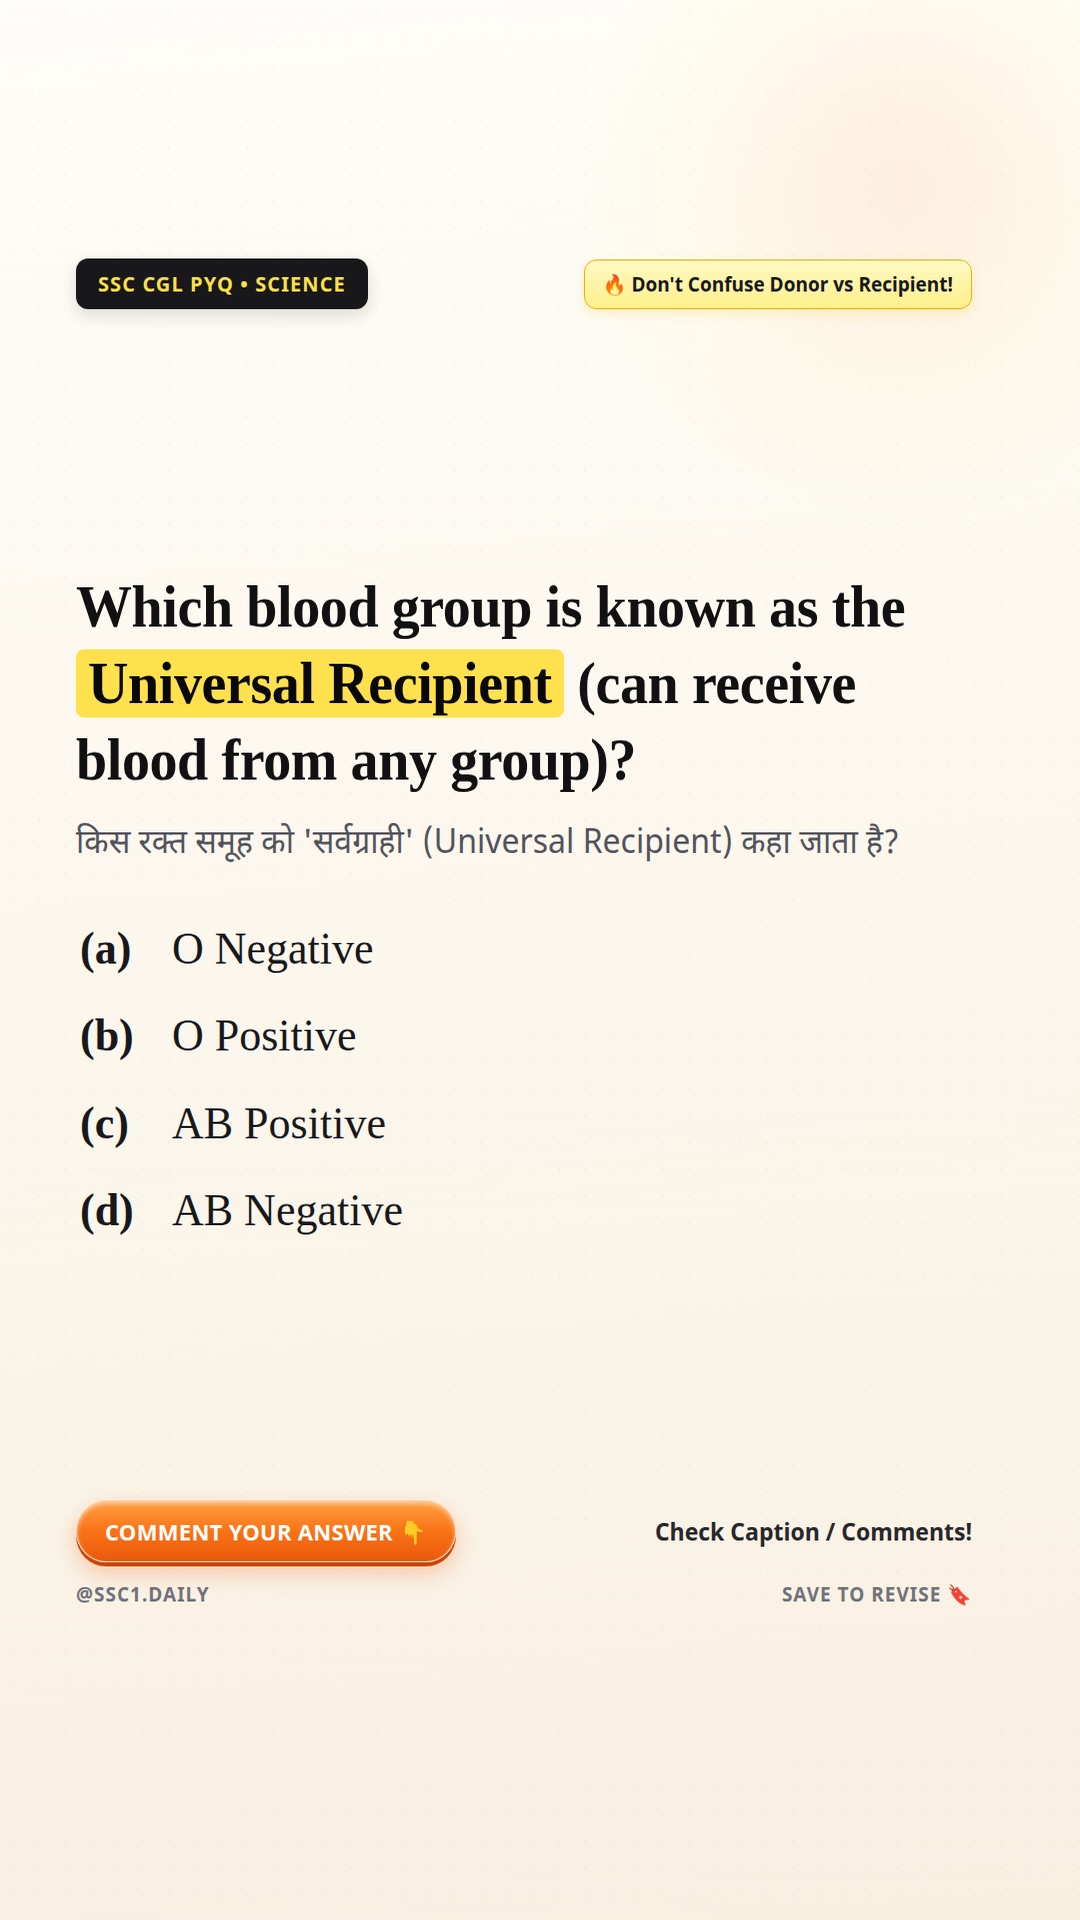 SSC CGL PYQ • SCIENCE
🔥 Don't Confuse Donor vs Recipient!
Which blood group is known as the
Universal Recipient (can receive
blood from any group)?
किस रक्त समूह को 'सर्वग्राही' (Universal Recipient) कहा जाता है?
(a) O Negative
(b) O Positive
(c) AB Positive
(d) AB Negative
COMMENT YOUR ANSWER 👇
Check Caption / Comments!
@SSC1.DAILY
SAVE TO REVISE 🔖